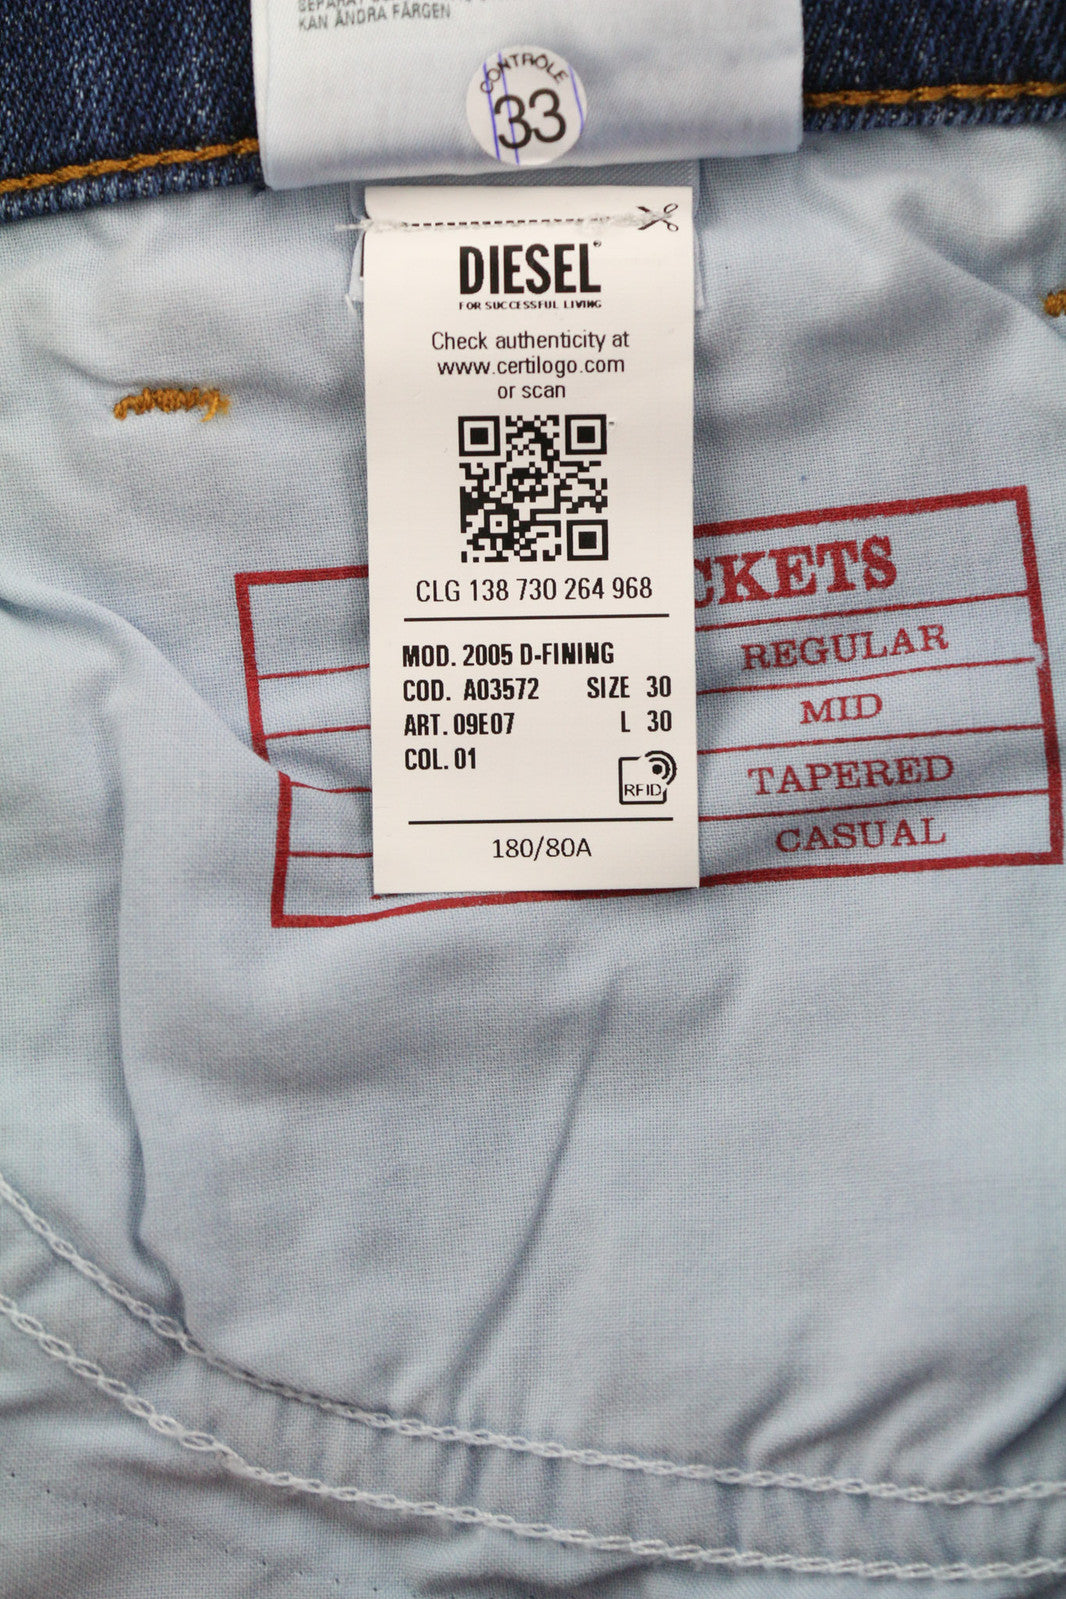 KAN ÄNDRA FÄRGEN
CONTRÔLE
33
DIESEL
FOR SUCCESSFUL LIVING
Check authenticity at
www.certilogo.com
or scan
CLG 138 730 264 968
MOD. 2005 D-FINING
COD. A03572 SIZE 30
ART. 09E07 L 30
COL. 01
RFID
180/80A
CKETS
REGULAR
MID
TAPERED
CASUAL